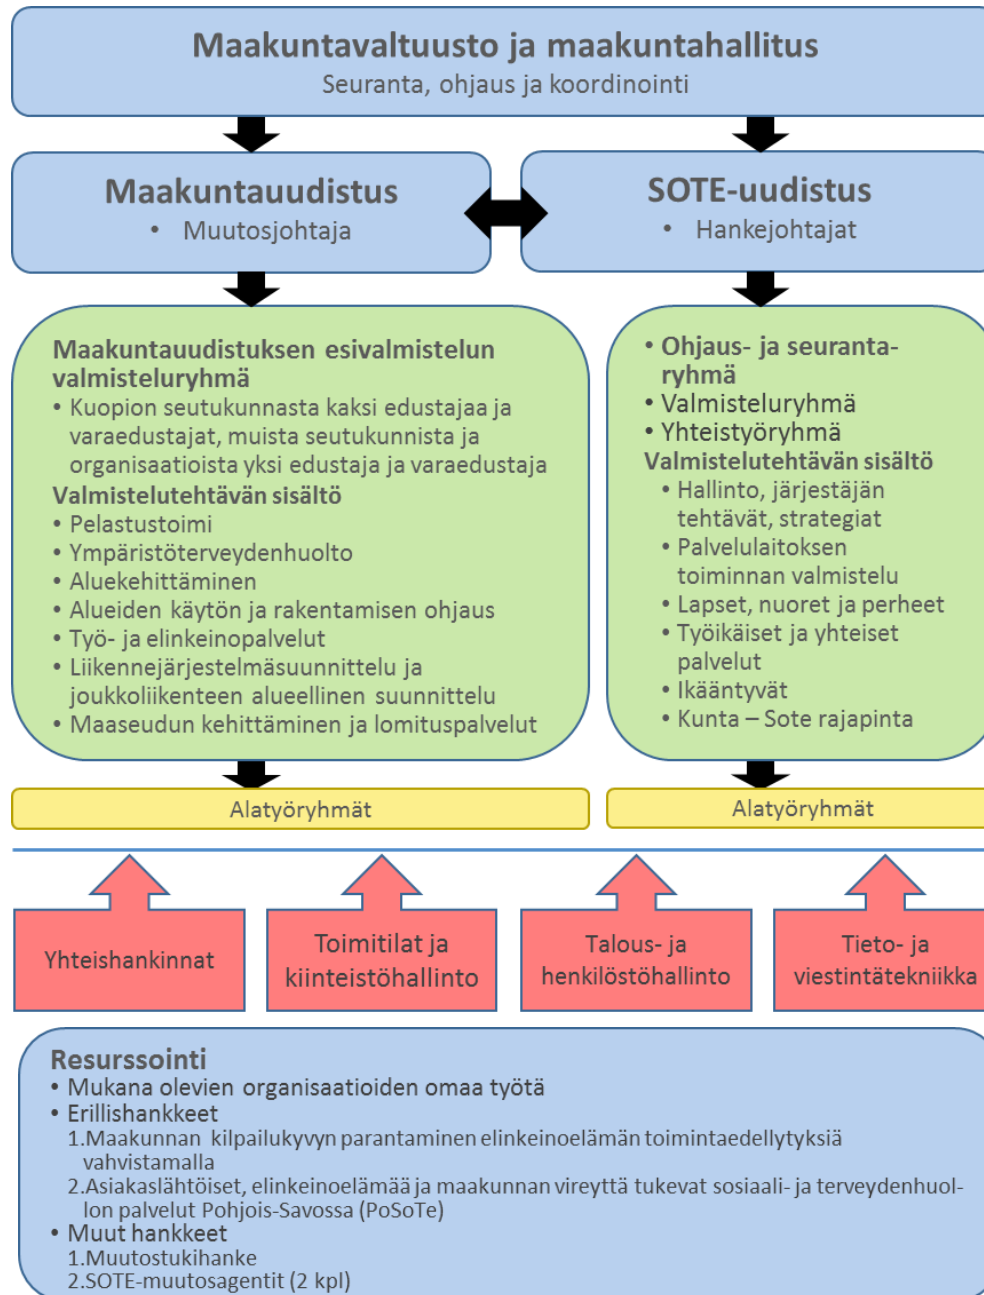 Maakuntavaltuusto ja maakuntahallitus
Seuranta, ohjaus ja koordinointi
Maakuntauudistus
• Muutosjohtaja
SOTE-uudistus
• Hankejohtajat
Maakuntauudistuksen esivalmistelun
valmisteluryhmä
• Kuopion seutukunnasta kaksi edustajaa ja
varaedustajat, muista seutukunnista ja
organisaatioista yksi edustaja ja varaedustaja
Valmistelutehtävän sisältö
• Pelastustoimi
• Ympäristöterveydenhuolto
• Aluekehittäminen
• Alueiden käytön ja rakentamisen ohjaus
• Työ- ja elinkeinopalvelut
• Liikennejärjestelmäsuunnittelu ja
joukkoliikenteen alueellinen suunnittelu
• Maaseudun kehittäminen ja lomituspalvelut
• Ohjaus- ja seuranta-
ryhmä
• Valmisteluryhmä
• Yhteistyöryhmä
Valmistelutehtävän sisältö
• Hallinto, järjestäjän
tehtävät, strategiat
• Palvelulaitoksen
toiminnan valmistelu
• Lapset, nuoret ja perheet
• Työikäiset ja yhteiset
palvelut
• Ikääntyvät
• Kunta – Sote rajapinta
Alatyöryhmät
Alatyöryhmät
Yhteishankinnat
Toimitilat ja
kiinteistöhallinto
Talous- ja
henkilöstöhallinto
Tieto- ja
viestintätekniikka
Resurssointi
• Mukana olevien organisaatioiden omaa työtä
• Erillishankkeet
1.Maakunnan kilpailukyvyn parantaminen elinkeinoelämän toimintaedellytyksiä
vahvistamalla
2.Asiakaslähtöiset, elinkeinoelämää ja maakunnan vireyttä tukevat sosiaali- ja terveydenhuol-
lon palvelut Pohjois-Savossa (PoSoTe)
• Muut hankkeet
1.Muutostukihanke
2.SOTE-muutosagentit (2 kpl)